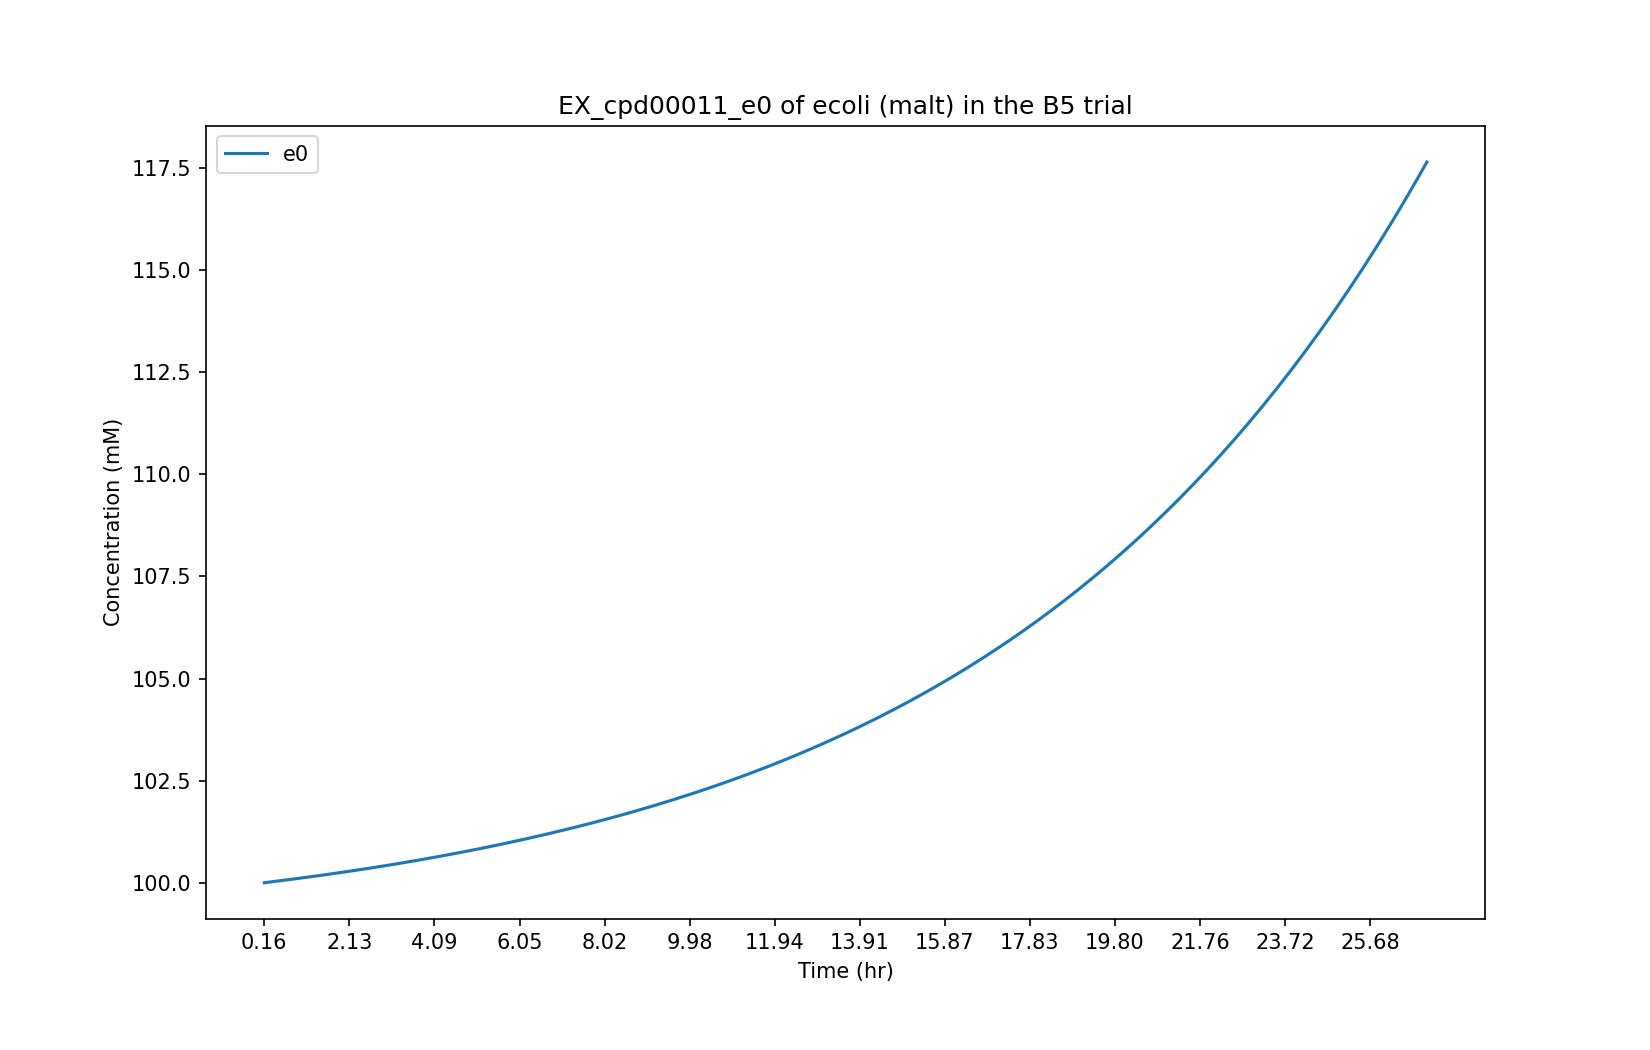 EX_cpd00011_e0 of ecoli (malt) in the B5 trial
e0
117.5
115.0
112.5
110.0
107.5
105.0
102.5
100.0
Concentration (mM)
0.16 2.13 4.09 6.05 8.02 9.98 11.94 13.91 15.87 17.83 19.80 21.76 23.72 25.68
Time (hr)